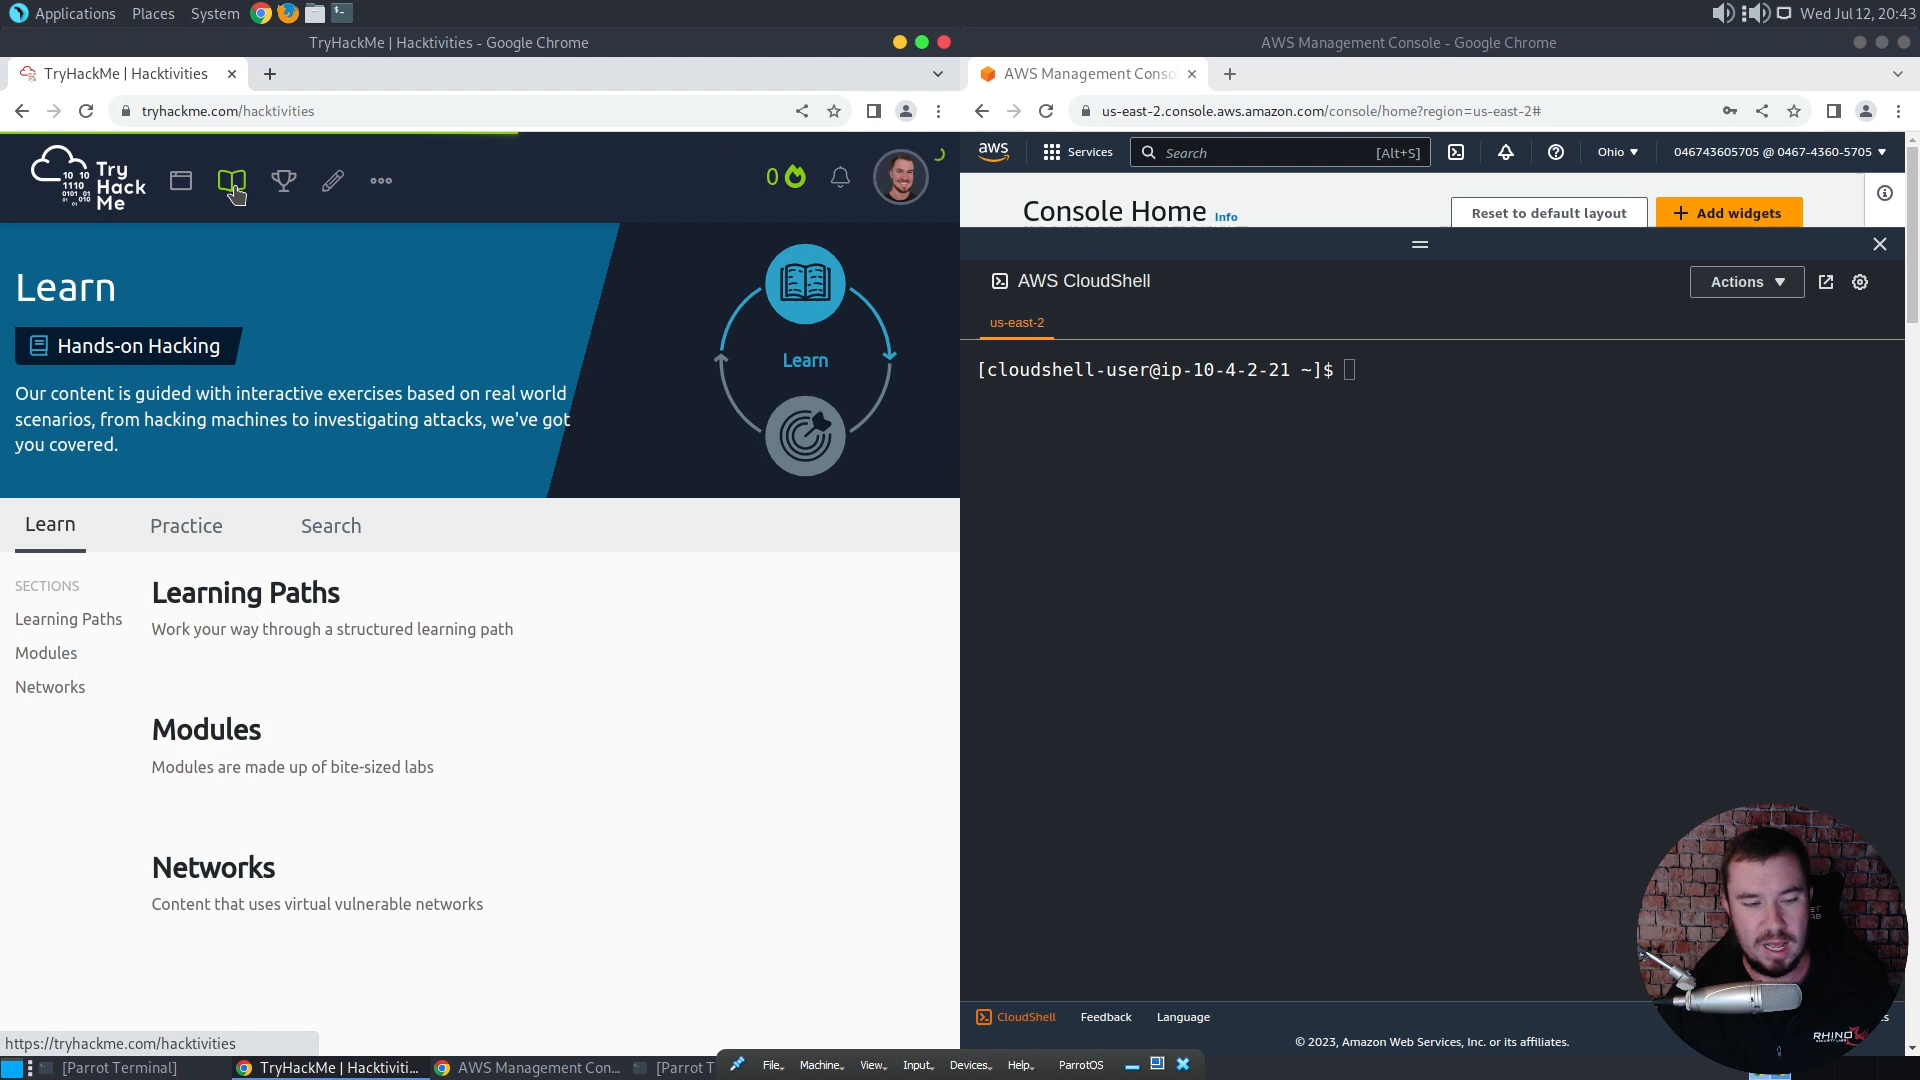 Applications Places System
Wed Jul 12, 20:43
TryHackMe | Hacktivities - Google Chrome
TryHackMe | Hacktivities
tryhackme.com/hacktivities
Try
Hack
Me
10 10
1110
0101 01
0
Learn
Hands-on Hacking
Our content is guided with interactive exercises based on real world
scenarios, from hacking machines to investigating attacks, we've got
you covered.
Learn
Learn Practice Search
SECTIONS
Learning Paths
Modules
Networks
Learning Paths
Work your way through a structured learning path
Modules
Modules are made up of bite-sized labs
Networks
Content that uses virtual vulnerable networks
https://tryhackme.com/hacktivities
AWS Management Console - Google Chrome
AWS Management Conso
us-east-2.console.aws.amazon.com/console/home?region=us-east-2#
aws Services Search [Alt+S] Ohio 046743605705 @ 0467-4360-5705
Console Home Info
Reset to default layout
Add widgets
AWS CloudShell
Actions
us-east-2
[cloudshell-user@ip-10-4-2-21 ~]$
CloudShell Feedback Language
© 2023, Amazon Web Services, Inc. or its affiliates.
RHINO
[Parrot Terminal] TryHackMe | Hacktiviti... AWS Management Con... [Parrot T
File Machine View Input Devices Help ParrotOS